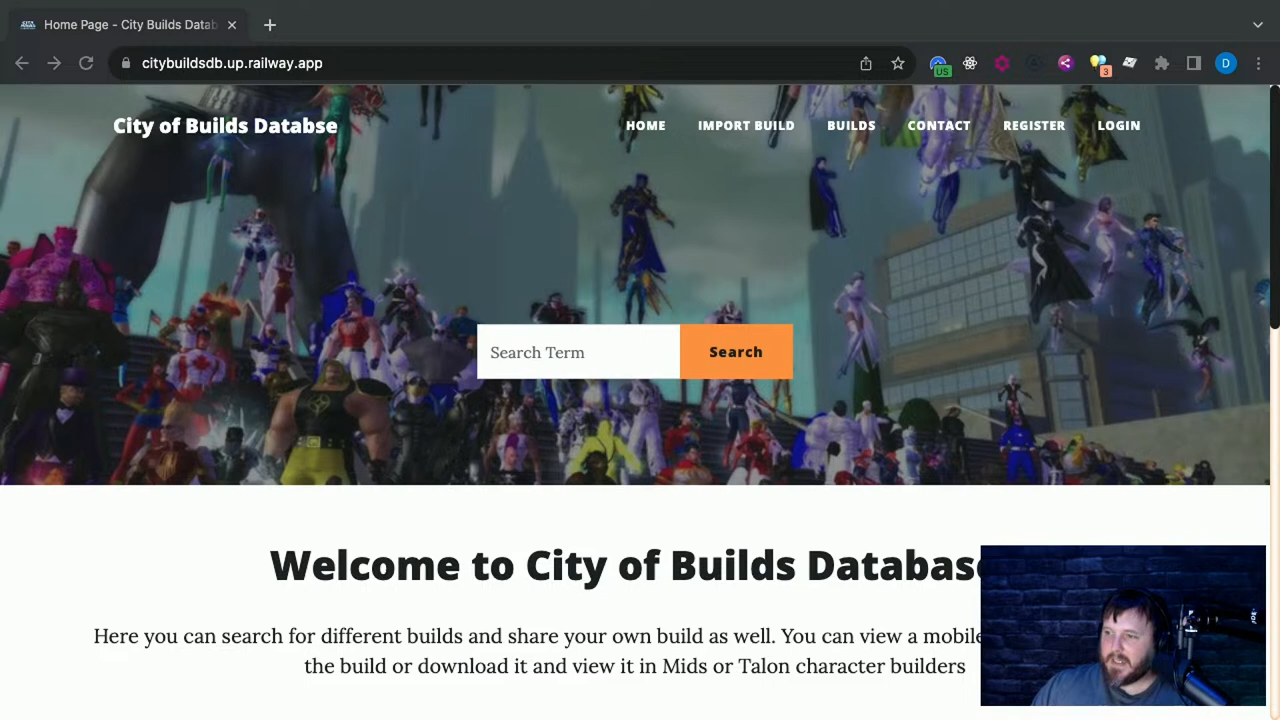 Home Page - City Builds Datab
citybuildsdb.up.railway.app
US
3
D
City of Builds Databse
HOME
IMPORT BUILD
BUILDS
CONTACT
REGISTER
LOGIN
Search Term
Search
Welcome to City of Builds Database
Here you can search for different builds and share your own build as well. You can view a mobile
the build or download it and view it in Mids or Talon character builders